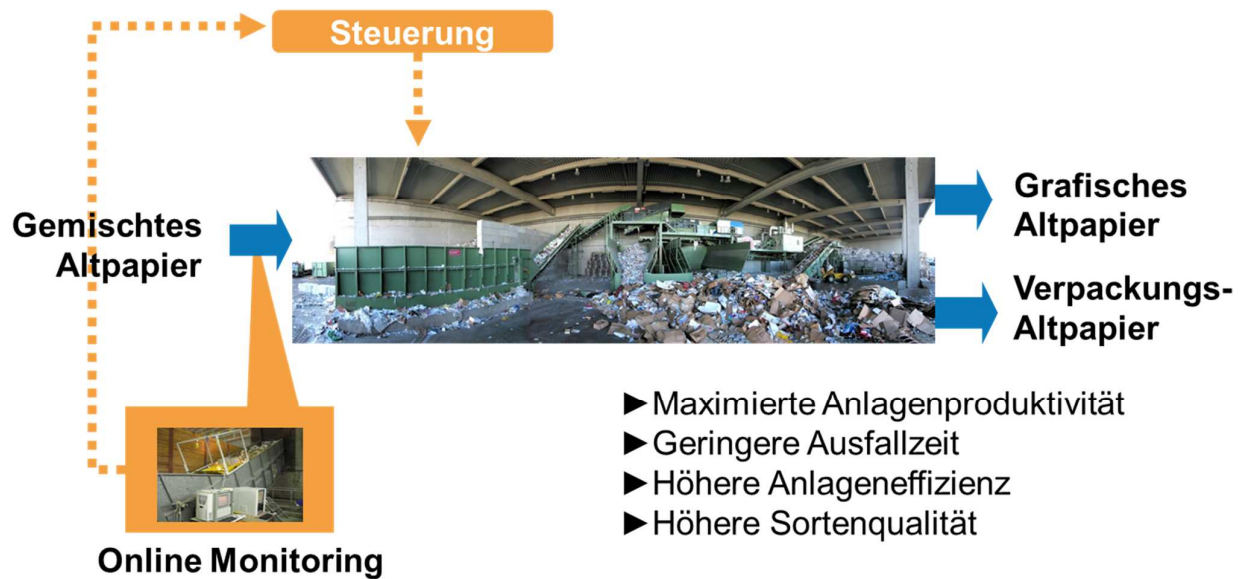 Steuerung
Gemischtes
Altpapier
Grafisches
Altpapier
Verpackungs-
Altpapier
►Maximierte Anlagenproduktivität
►Geringere Ausfallzeit
►Höhere Anlageneffizienz
►Höhere Sortenqualität
Online Monitoring